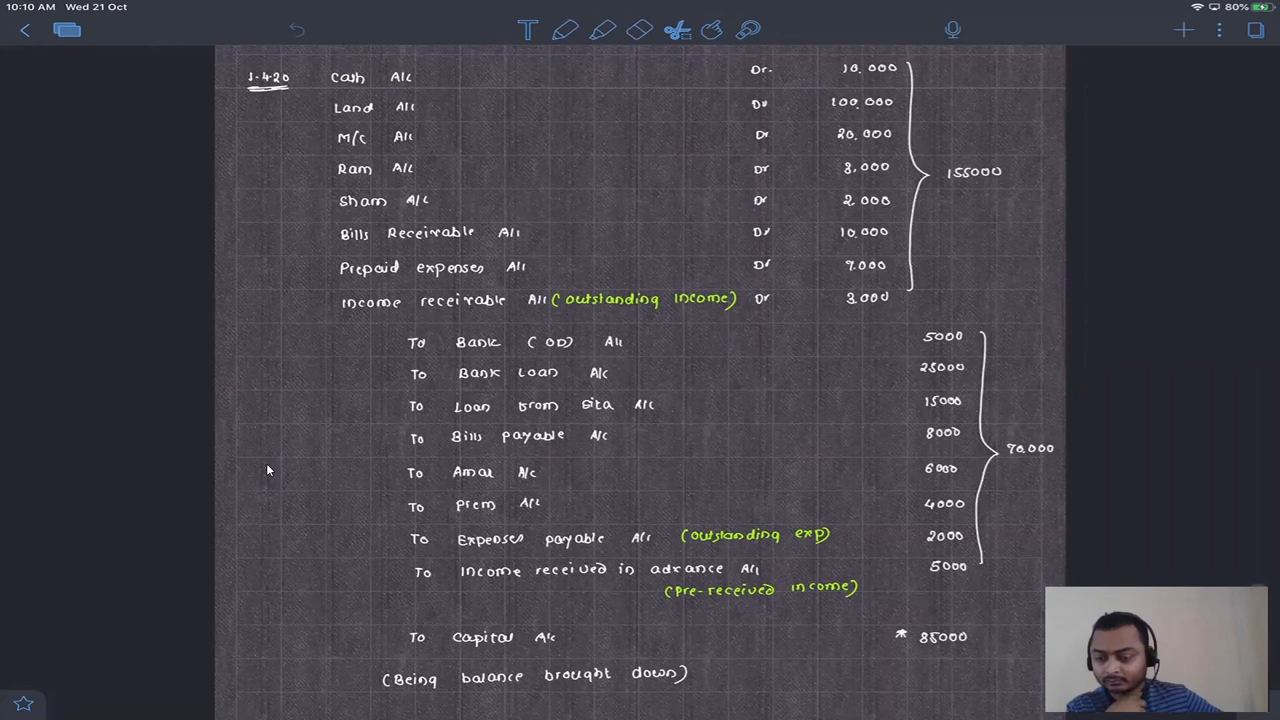 10:10 AM Wed 21 Oct 80%
1-4-20 Cash A/c Dr. 10,000
Land A/c Dr 100,000
M/C A/c Dr 20,000
Ram A/c Dr 3,000
Sham A/c Dr 2,000
155000
Bills Receivable A/c Dr 10,000
Prepaid expenses A/c Dr 7,000
Income receivable A/c (outstanding income) Dr 3,000
To Bank (OD) A/c 5000
To Bank Loan A/c 25000
To Loan from Sita A/c 15000
To Bills payable A/c 8000
70,000
To Amar A/c 6000
To Prem A/c 4000
To Expenses payable A/c (outstanding exp) 2000
To Income received in advance A/c 5000
(Pre-received income)
To Capital A/c * 85000
(Being balance brought down)